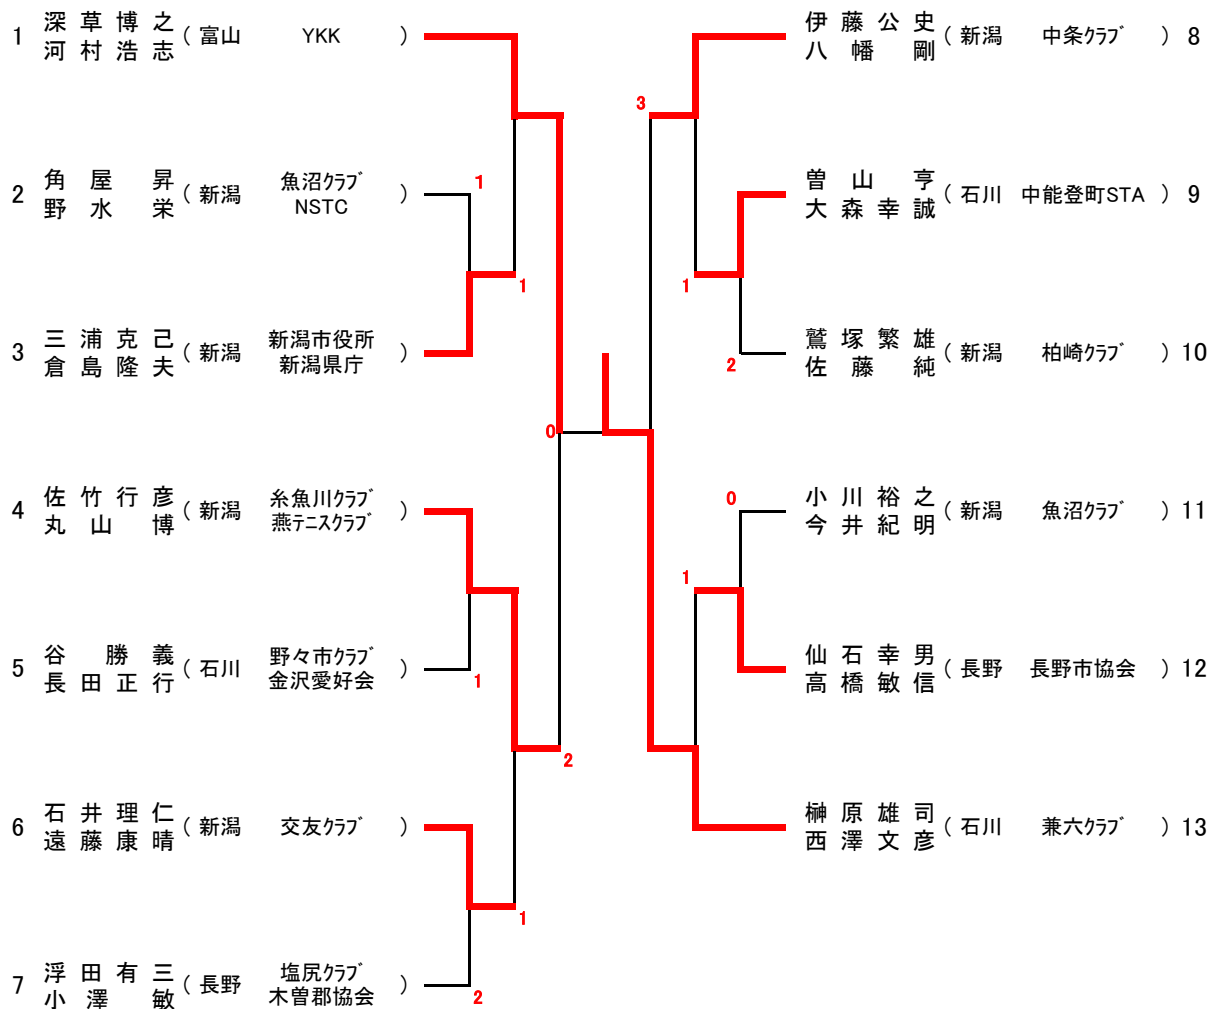 1 深草博之 河村浩志 (富山 YKK )
2 角屋昇 野水栄 (新潟 魚沼ｸﾗﾌﾞ NSTC )
1
3 三浦克己 倉島隆夫 (新潟 新潟市役所 新潟県庁 )
1
4 佐竹行彦 丸山博 (新潟 糸魚川ｸﾗﾌﾞ 燕ﾃﾆｽｸﾗﾌﾞ )
5 谷勝義 長田正行 (石川 野々市ｸﾗﾌﾞ 金沢愛好会 )
1
6 石井理仁 遠藤康晴 (新潟 交友ｸﾗﾌﾞ )
7 浮田有三 小澤敏 (長野 塩尻ｸﾗﾌﾞ 木曽郡協会 )
2
1
2
0
伊藤公史 八幡剛 (新潟 中条ｸﾗﾌﾞ ) 8
3
曽山亨 大森幸誠 (石川 中能登町STA ) 9
1
鷲塚繁雄 佐藤純 (新潟 柏崎ｸﾗﾌﾞ ) 10
2
小川裕之 今井紀明 (新潟 魚沼ｸﾗﾌﾞ ) 11
0
1
仙石幸男 高橋敏信 (長野 長野市協会 ) 12
榊原雄司 西澤文彦 (石川 兼六ｸﾗﾌﾞ ) 13